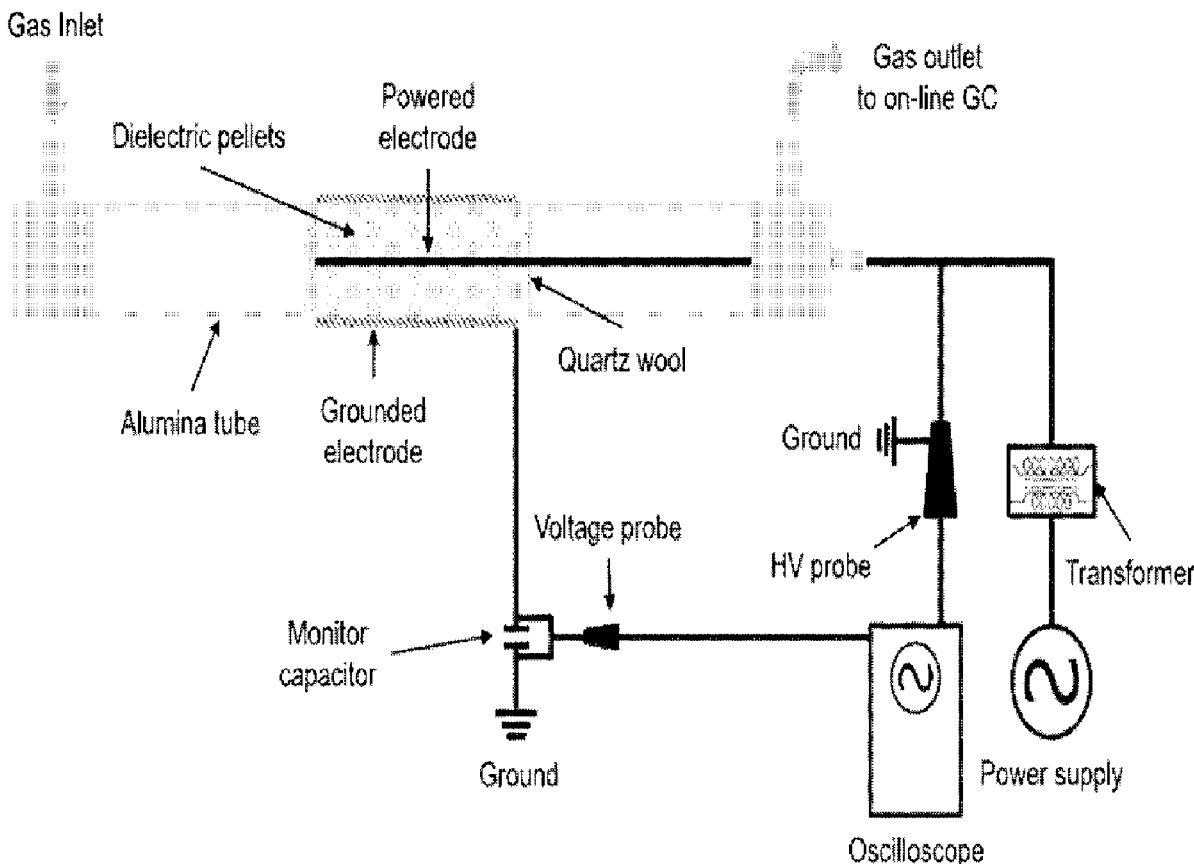 Gas Inlet
Gas outlet
to on-line GC
Powered
electrode
Dielectric pellets
Quartz wool
Alumina tube
Grounded
electrode
Ground
Voltage probe
HV probe
Transformer
Monitor
capacitor
Ground
Power supply
Oscilloscope